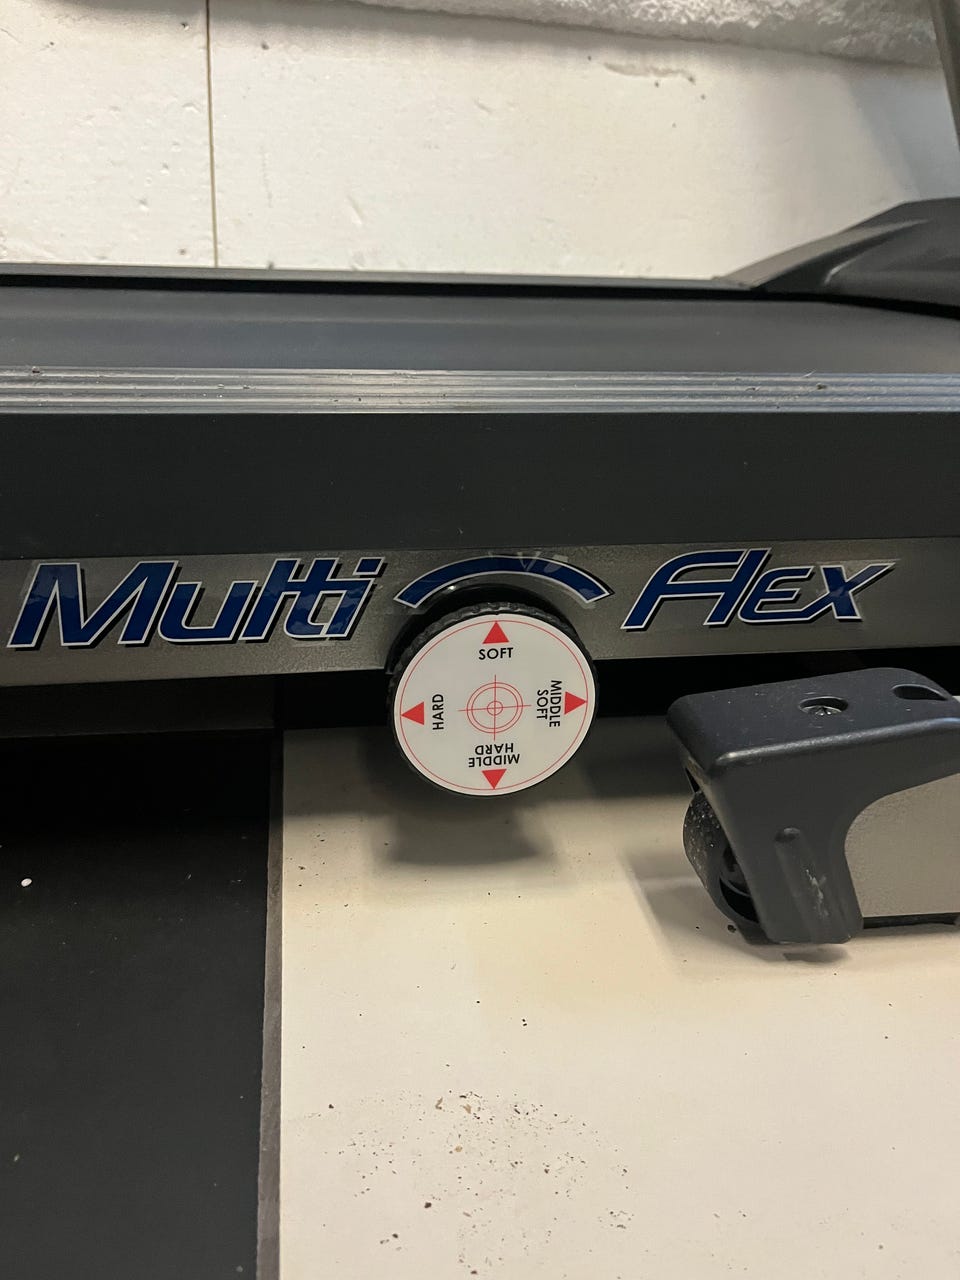 Multi Flex
SOFT
HARD
MIDDLE
SOFT
MIDDLE
HARD